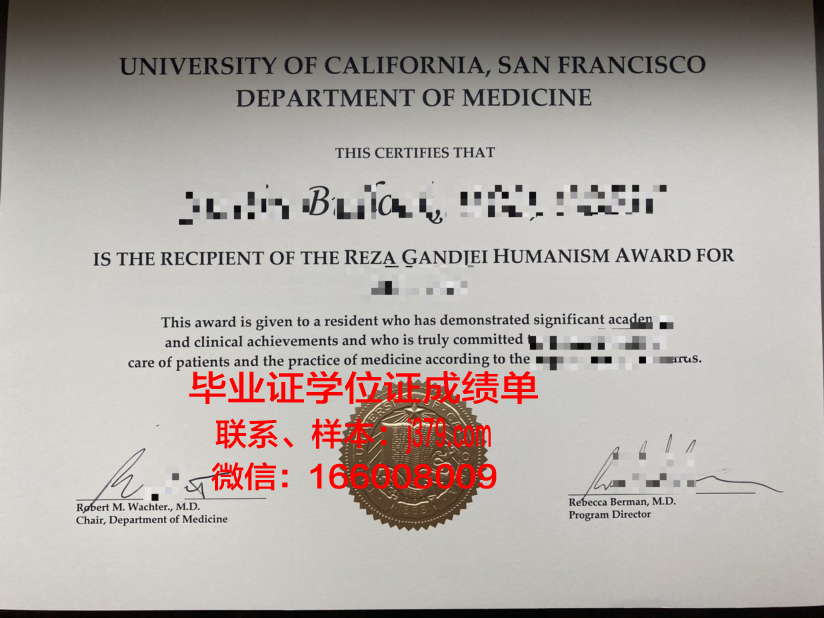 UNIVERSITY OF CALIFORNIA, SAN FRANCISCO
DEPARTMENT OF MEDICINE
THIS CERTIFIES THAT
IS THE RECIPIENT OF THE REZA GANDJEI HUMANISM AWARD FOR
This award is given to a resident who has demonstrated significant
and clinical achievements and who is truly committed
care of patients and the practice of medicine according to the
毕业证学位证成绩单
联系、样本：j379.com
微信：166008009
Robert M. Wachter., M.D.
Chair, Department of Medicine
Rebecca Berman, M.D.
Program Director